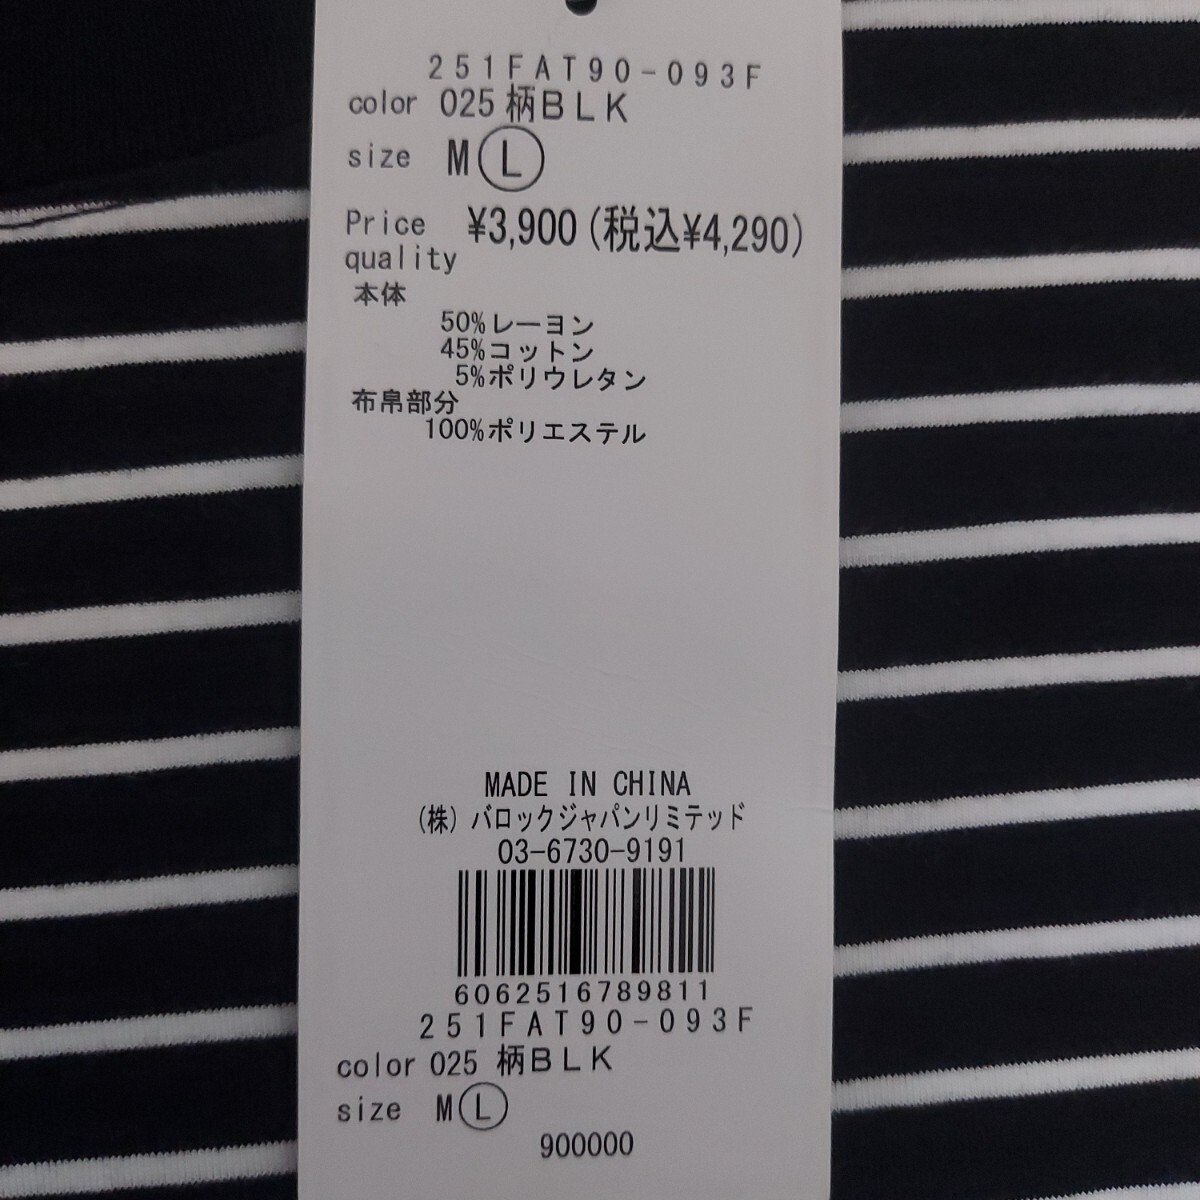 251FAT90-093F
color 025 柄BLK
size M L
Price ¥3,900(税込¥4,290)
quality
本体
50%レーヨン
45%コットン
5%ポリウレタン
布帛部分
100%ポリエステル
MADE IN CHINA
(株)バロックジャパンリミテッド
03-6730-9191
6062516789811
251FAT90-093F
color 025 柄BLK
size M L
900000